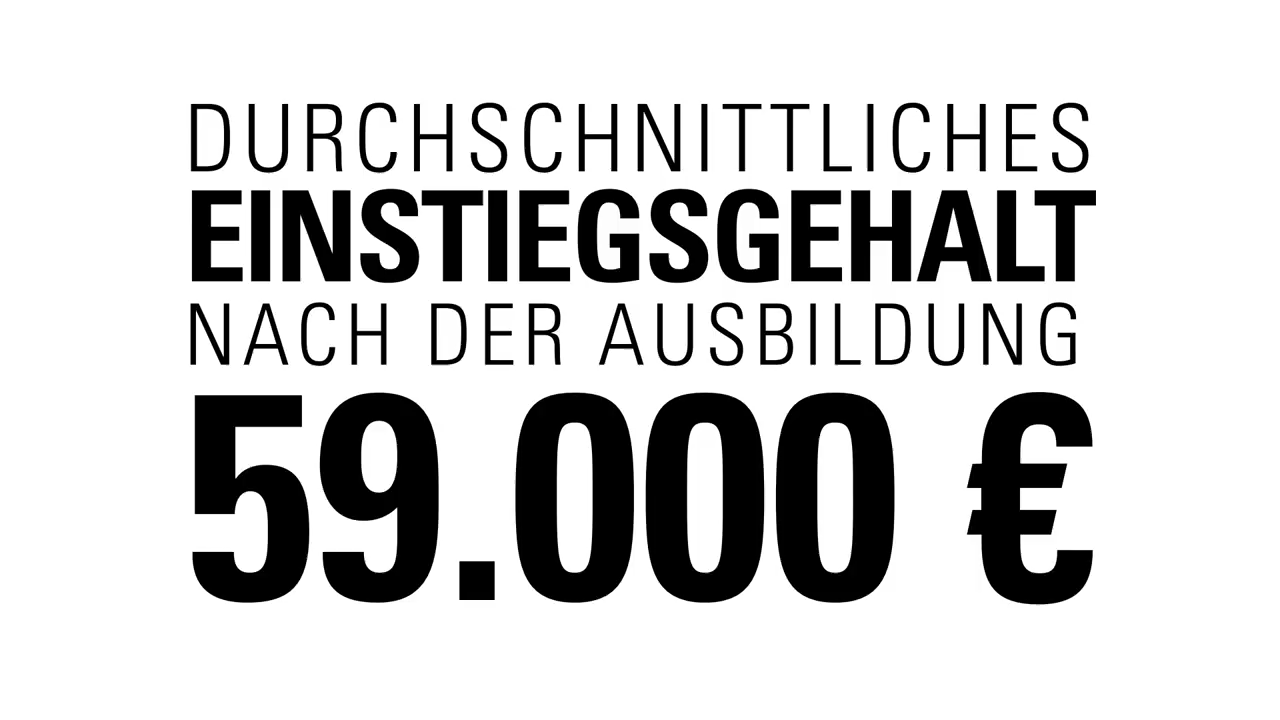 DURCHSCHNITTLICHES
EINSTIEGSGEHALT
NACH DER AUSBILDUNG
59.000 €